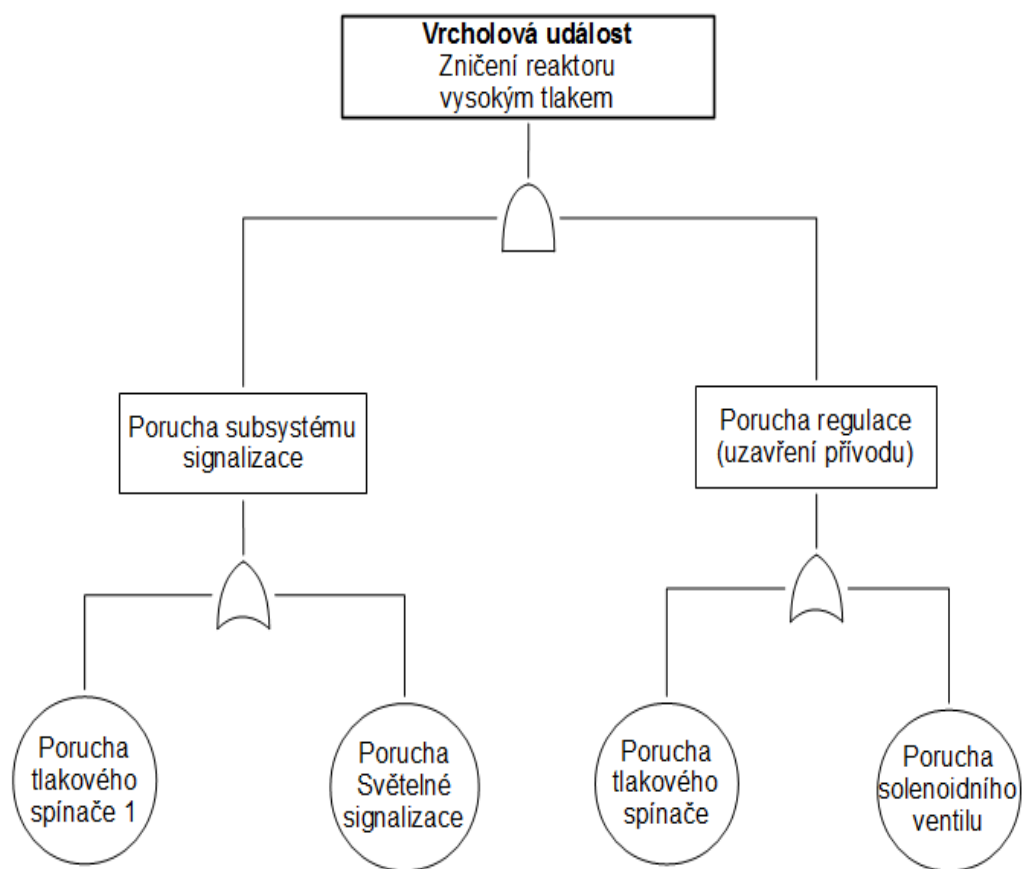 Vrcholová událost
Zničení reaktoru
vysokým tlakem
Porucha subsystému
signalizace
Porucha regulace
(uzavření přívodu)
Porucha
tlakového
spínače 1
Porucha
Světelné
signalizace
Porucha
tlakového
spínače
Porucha
solenoidního
ventilu